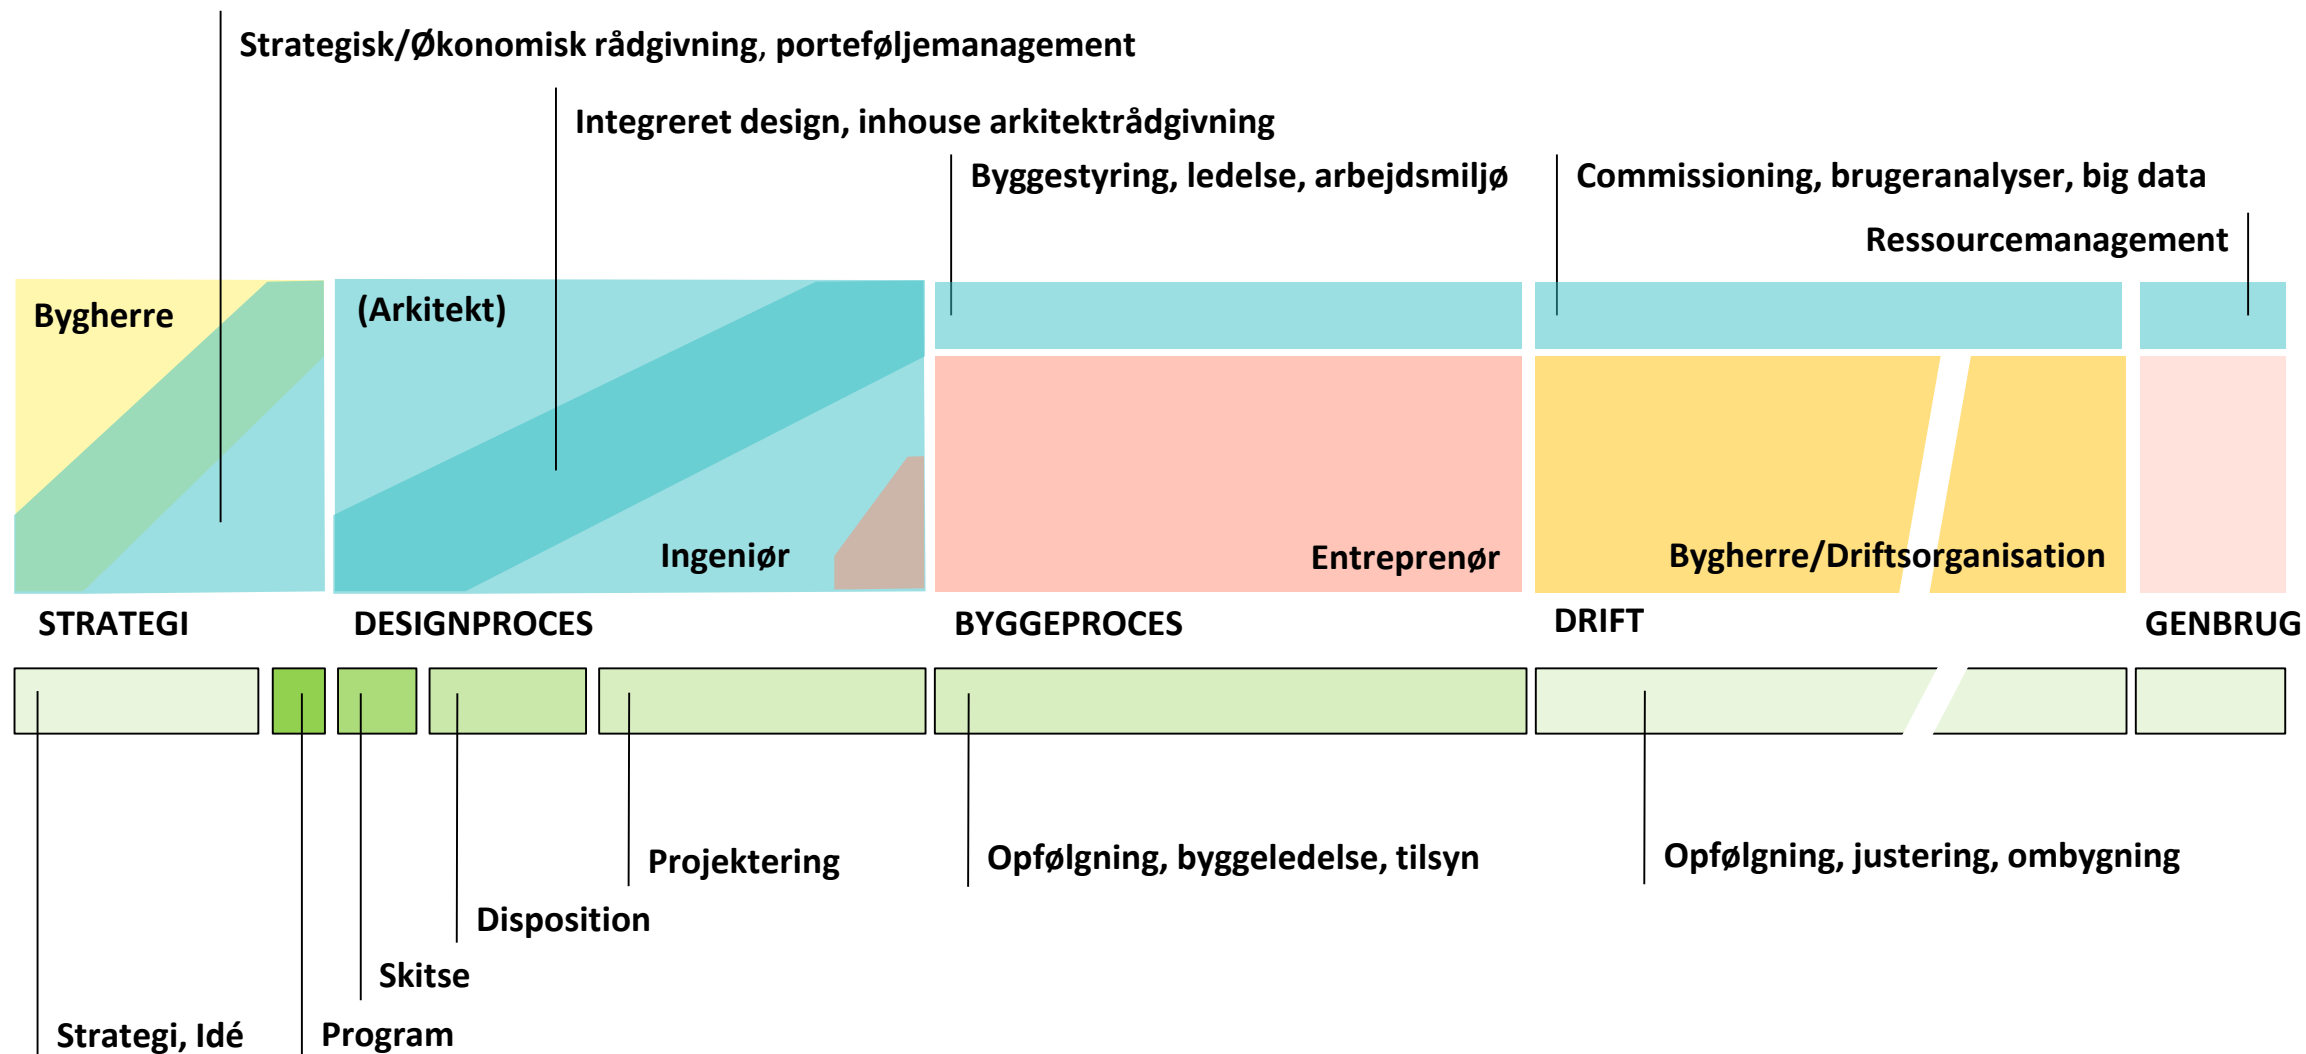 Strategisk/Økonomisk rådgivning, porteføljemanagement
Integreret design, inhouse arkitektrådgivning
Byggestyring, ledelse, arbejdsmiljø
Commissioning, brugeranalyser, big data
Ressourcemanagement
Bygherre
(Arkitekt)
Ingeniør
Entreprenør
Bygherre/Driftsorganisation
STRATEGI
DESIGNPROCES
BYGGEPROCES
DRIFT
GENBRUG
Projektering
Opfølgning, byggeledelse, tilsyn
Opfølgning, justering, ombygning
Disposition
Skitse
Strategi, Idé
Program